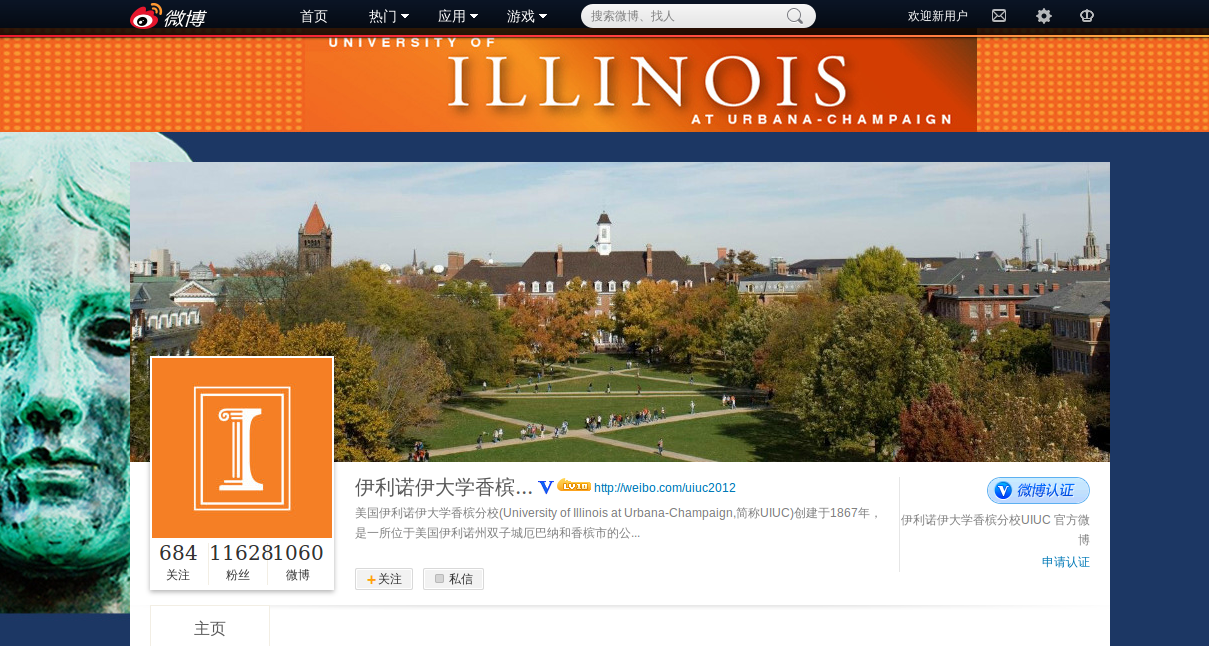 微博
首页
热门
应用
游戏
搜索微博、找人
欢迎新用户
UNIVERSITY OF
ILLINOIS
AT URBANA-CHAMPAIGN
I
伊利诺伊大学香槟... V LV10 http://weibo.com/uiuc2012
美国伊利诺伊大学香槟分校(University of Illinois at Urbana-Champaign,简称UIUC)创建于1867年，
是一所位于美国伊利诺州双子城厄巴纳和香槟市的公...
+关注
私信
V 微博认证
伊利诺伊大学香槟分校UIUC 官方微
博
申请认证
684 11628 1060
关注 粉丝 微博
主页